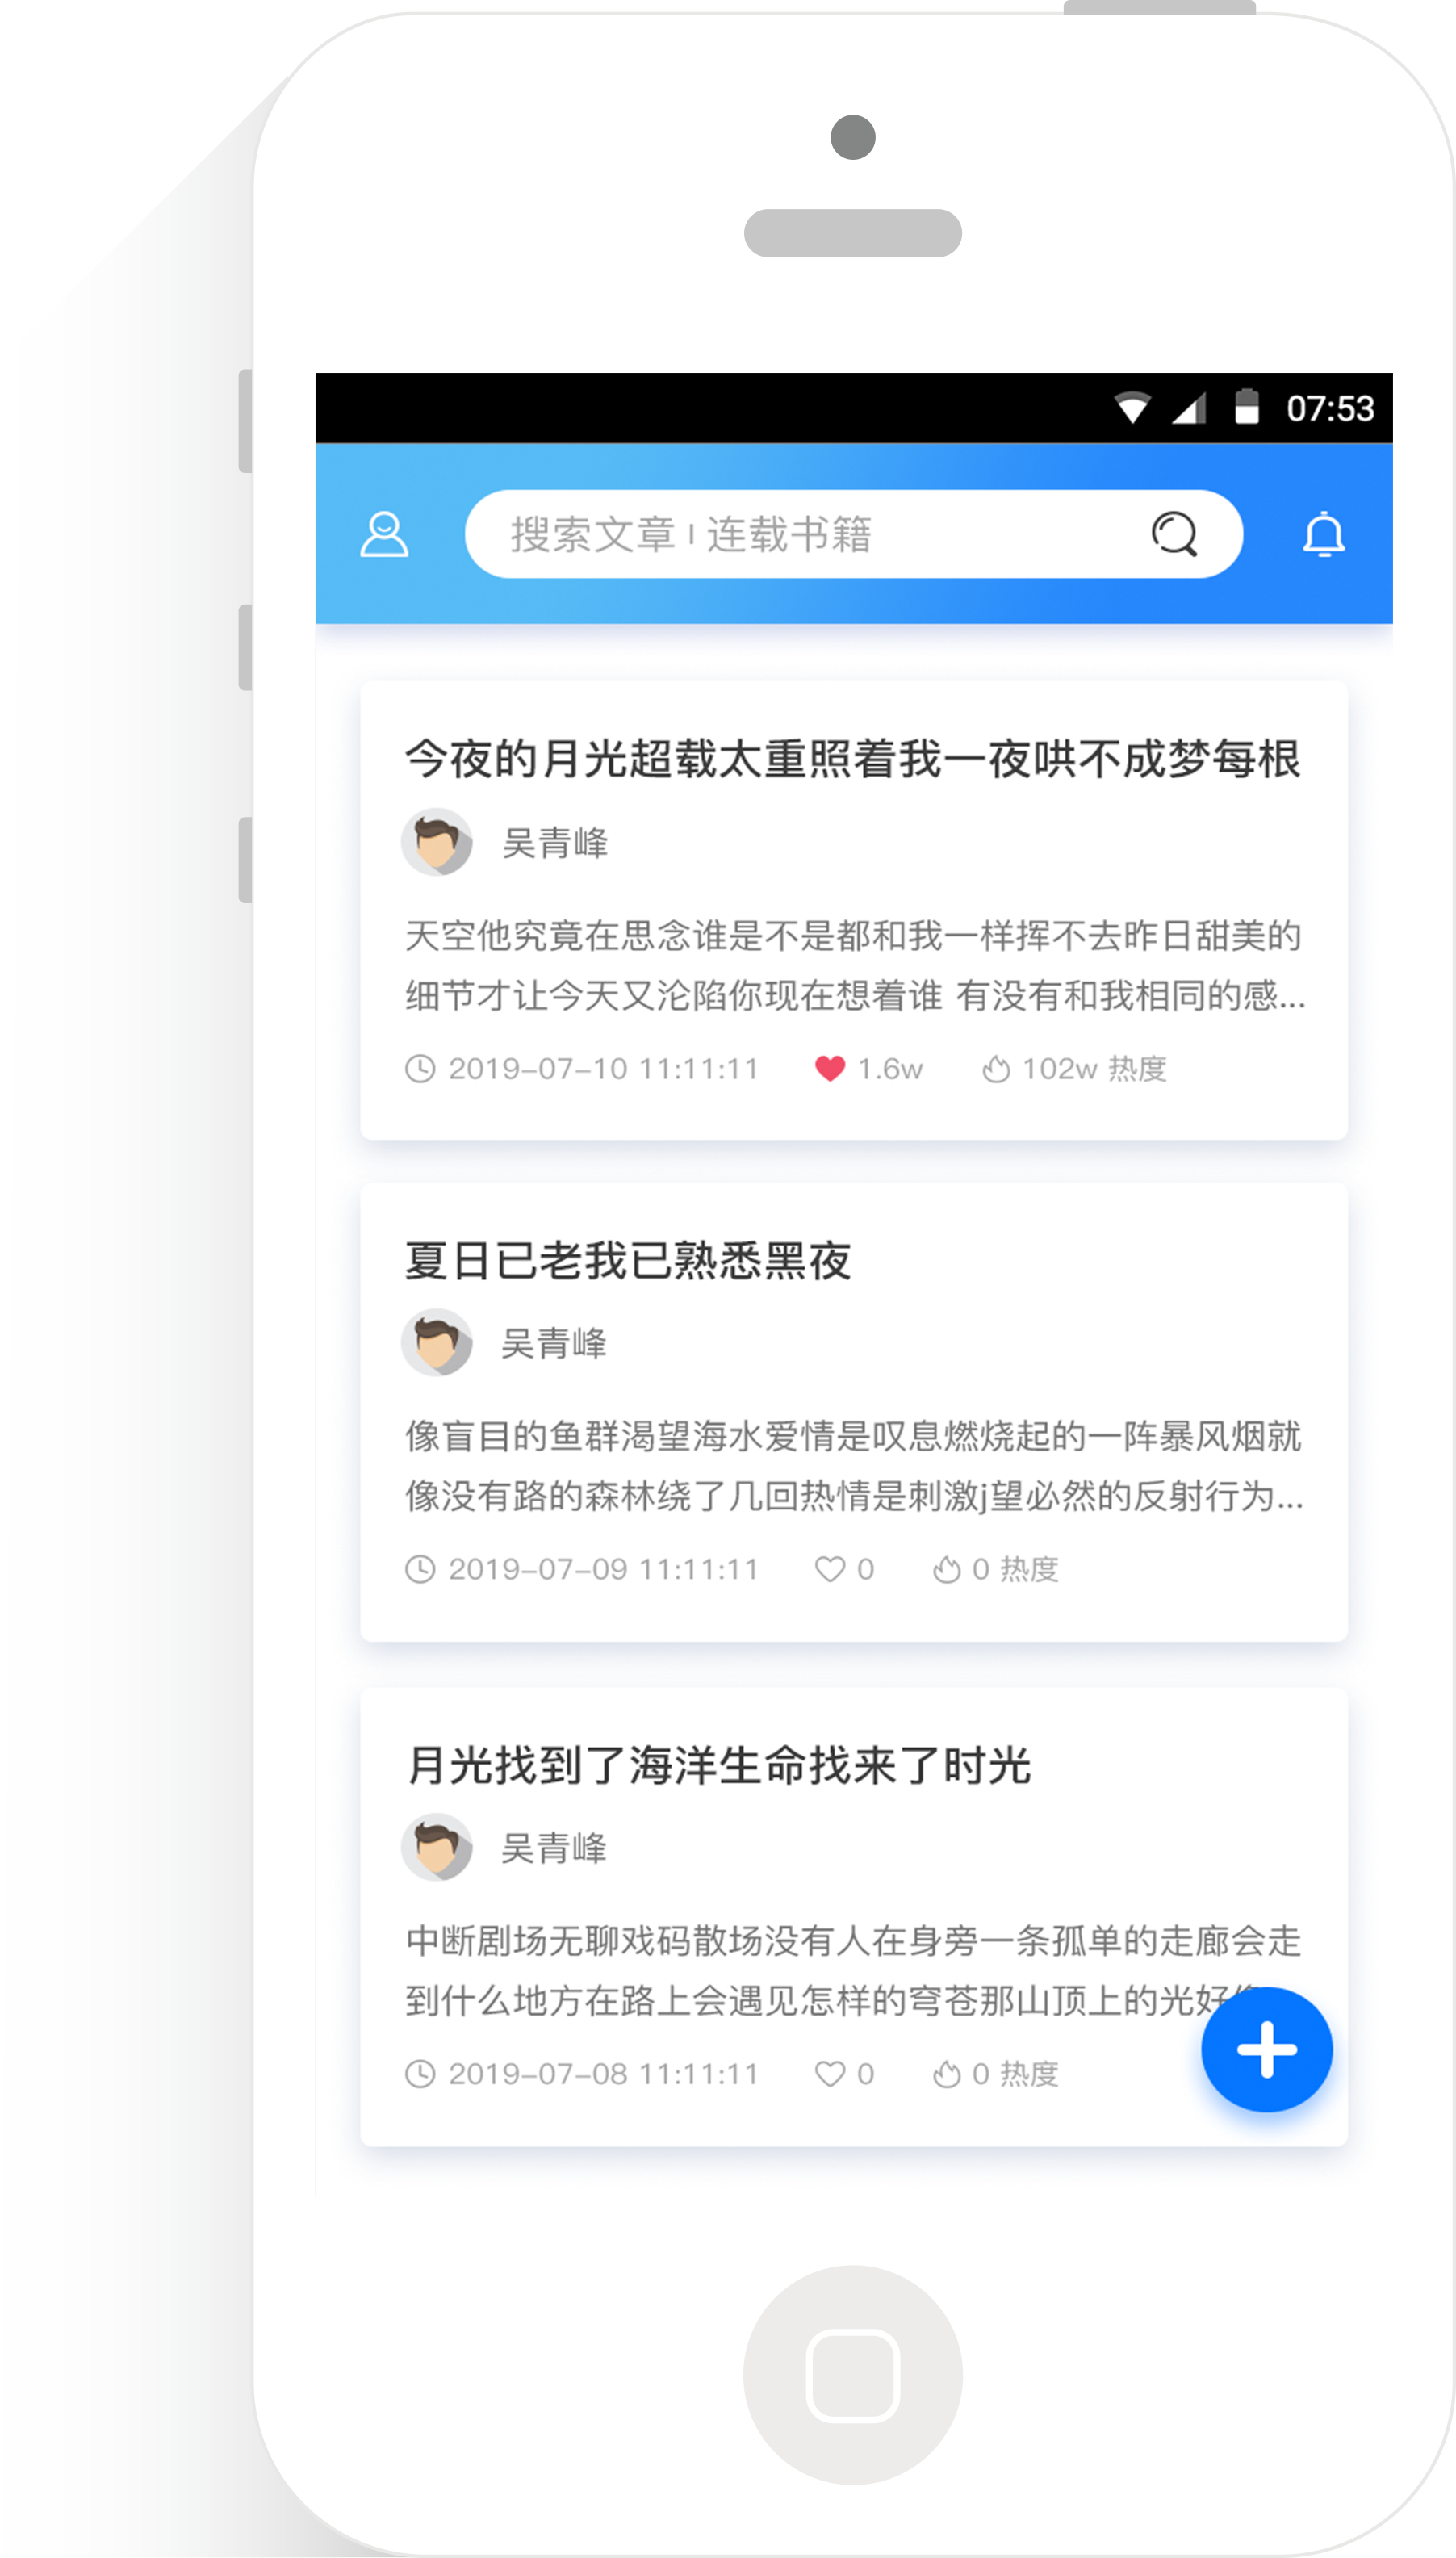 07:53
搜索文章 I 连载书籍
今夜的月光超载太重照着我一夜哄不成梦每根
吴青峰
天空他究竟在思念谁是不是都和我一样挥不去昨日甜美的
细节才让今天又沦陷你现在想着谁 有没有和我相同的感...
2019-07-10 11:11:11 1.6w 102w 热度
夏日已老我已熟悉黑夜
吴青峰
像盲目的鱼群渴望海水爱情是叹息燃烧起的一阵暴风烟就
像没有路的森林绕了几回热情是刺激j望必然的反射行为...
2019-07-09 11:11:11 0 0 热度
月光找到了海洋生命找来了时光
吴青峰
中断剧场无聊戏码散场没有人在身旁一条孤单的走廊会走
到什么地方在路上会遇见怎样的穹苍那山顶上的光好
2019-07-08 11:11:11 0 0 热度